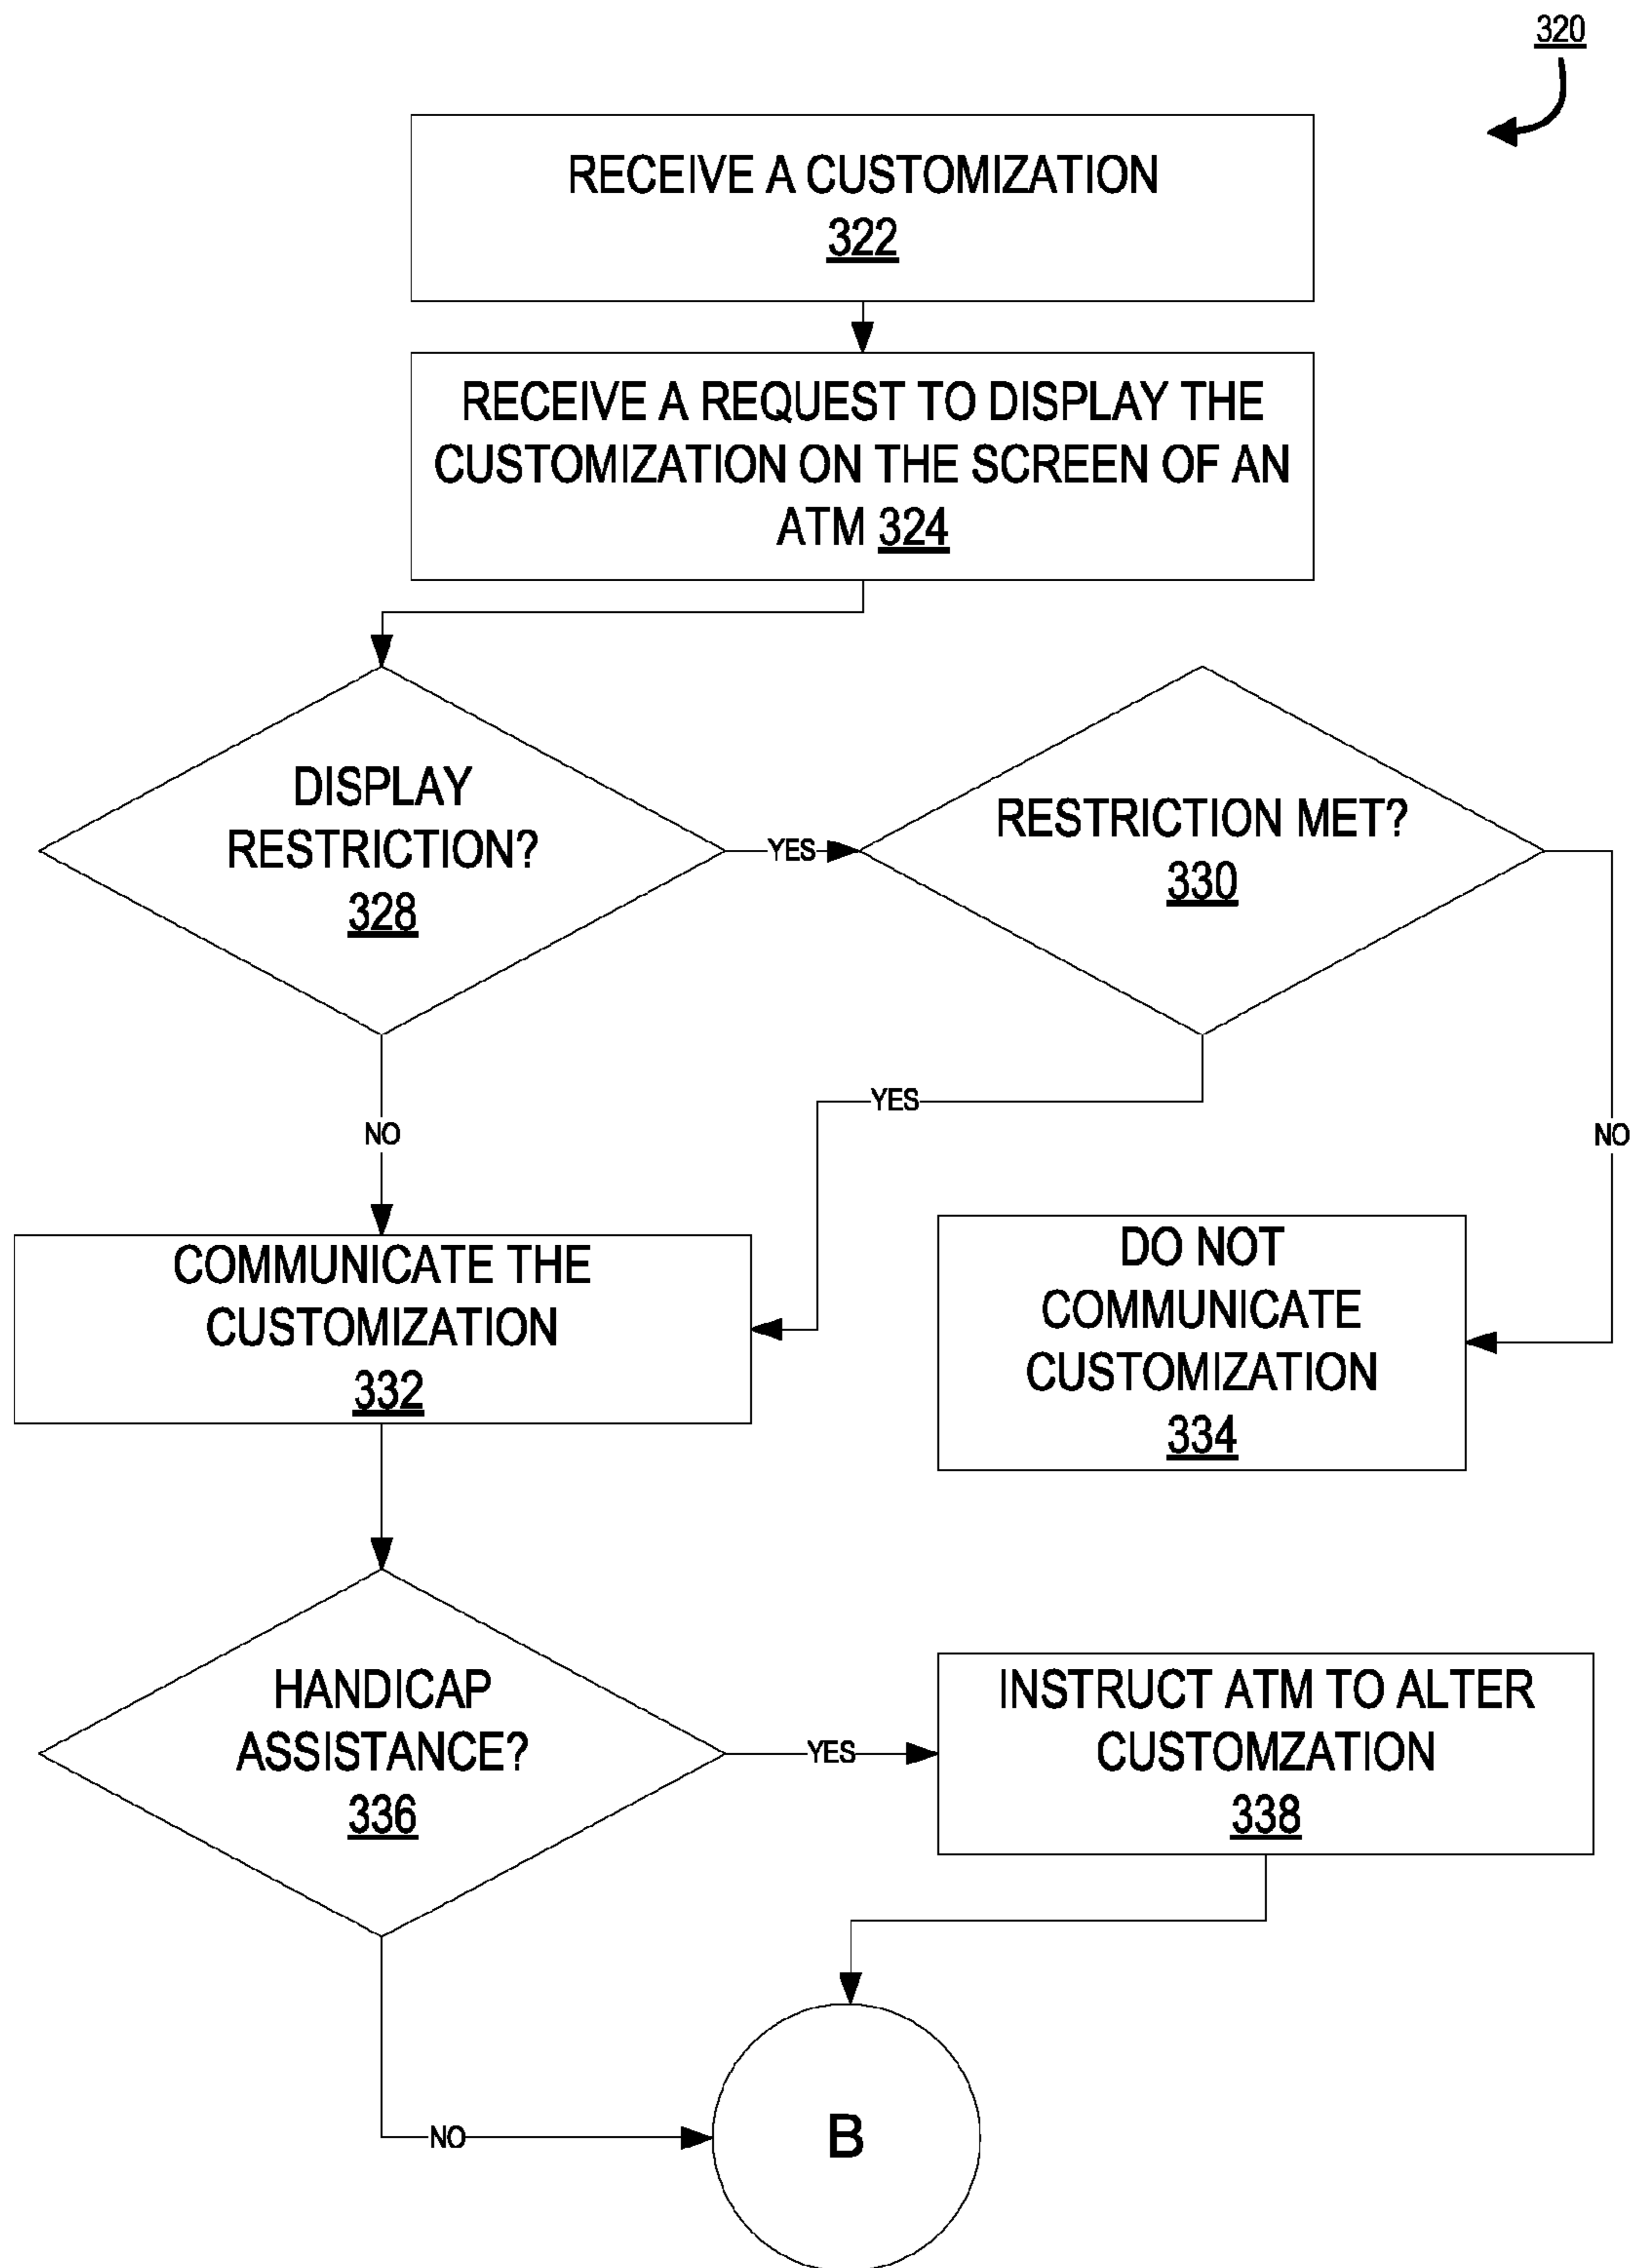 320
RECEIVE A CUSTOMIZATION
322
RECEIVE A REQUEST TO DISPLAY THE
CUSTOMIZATION ON THE SCREEN OF AN
ATM 324
DISPLAY
RESTRICTION?
328
YES
RESTRICTION MET?
330
YES
NO
NO
COMMUNICATE THE
CUSTOMIZATION
332
DO NOT
COMMUNICATE
CUSTOMIZATION
334
HANDICAP
ASSISTANCE?
336
YES
INSTRUCT ATM TO ALTER
CUSTOMZATION
338
NO
B